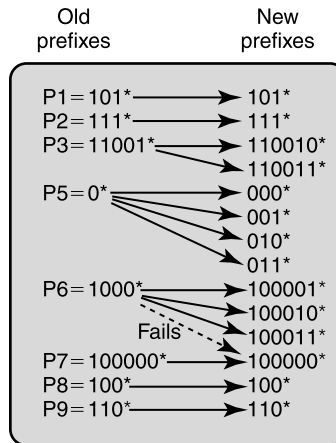 Old New
prefixes prefixes
P1=101* 101*
P2=111* 111*
P3=11001* 110010*
110011*
P5=0* 000*
001*
010*
011*
P6=1000* 100001*
100010*
100011*
Fails
P7=100000* 100000*
P8=100* 100*
P9=110* 110*